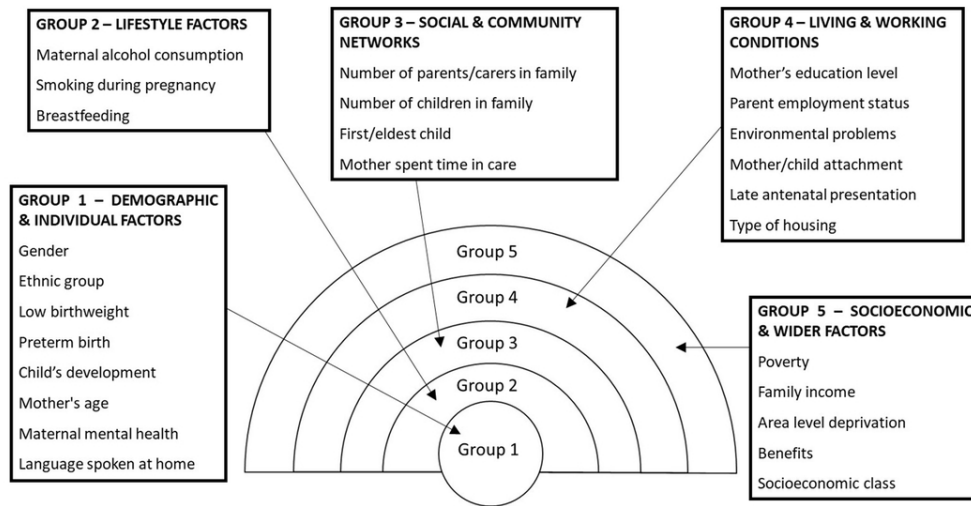 GROUP 2 – LIFESTYLE FACTORS
Maternal alcohol consumption
Smoking during pregnancy
Breastfeeding
GROUP 3 – SOCIAL & COMMUNITY
NETWORKS
Number of parents/carers in family
Number of children in family
First/eldest child
Mother spent time in care
GROUP 4 – LIVING & WORKING
CONDITIONS
Mother's education level
Parent employment status
Environmental problems
Mother/child attachment
Late antenatal presentation
Type of housing
GROUP 1 – DEMOGRAPHIC
& INDIVIDUAL FACTORS
Gender
Ethnic group
Low birthweight
Preterm birth
Child's development
Mother's age
Maternal mental health
Language spoken at home
Group 5
Group 4
Group 3
Group 2
Group 1
GROUP 5 – SOCIOECONOMIC
& WIDER FACTORS
Poverty
Family income
Area level deprivation
Benefits
Socioeconomic class